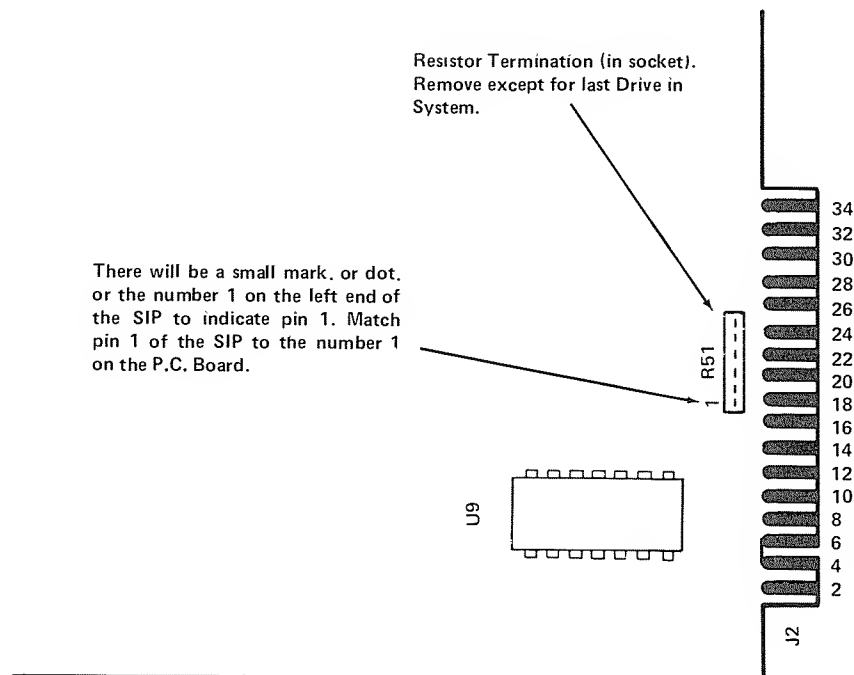 Resistor Termination (in socket).
Remove except for last Drive in
System.
There will be a small mark. or dot.
or the number 1 on the left end of
the SIP to indicate pin 1. Match
pin 1 of the SIP to the number 1
on the P.C. Board.
34
32
30
28
26
24
22
20
18
16
14
12
10
8
6
4
2
R51
1
U9
J2